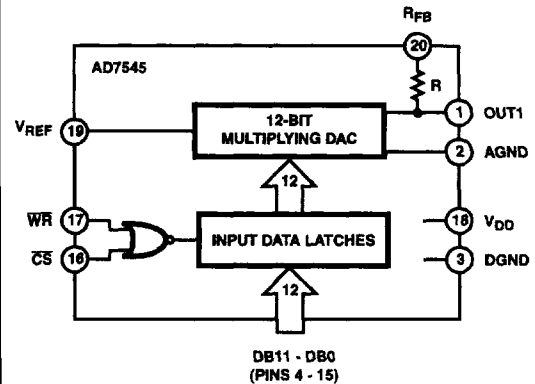 RFB
20
AD7545
R
12-BIT
MULTIPLYING DAC
1 OUT1
VREF 19
2 AGND
12
WR 17
18 VDD
INPUT DATA LATCHES
CS 16
3 DGND
12
DB11 - DB0
(PINS 4 - 15)